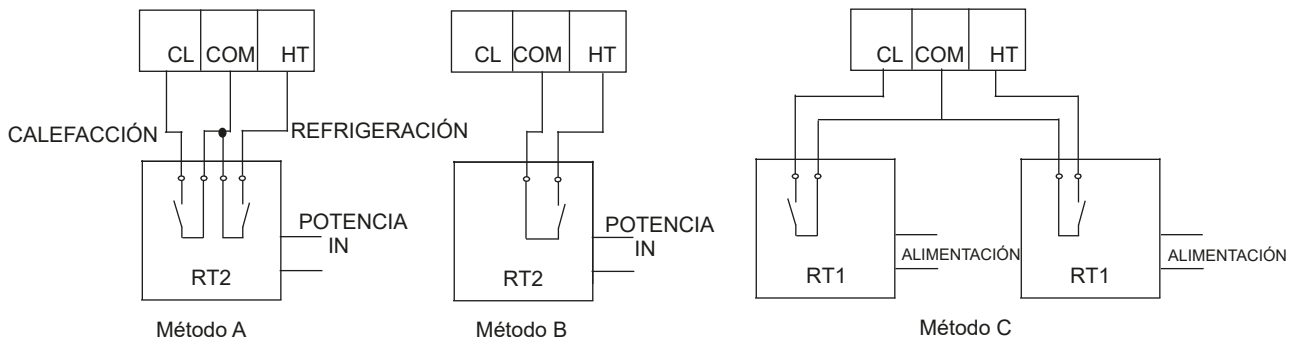 CL COM HT
CALEFACCIÓN
REFRIGERACIÓN
POTENCIA
IN
RT2
Método A
CL COM HT
POTENCIA
IN
RT2
Método B
CL COM HT
ALIMENTACIÓN
RT1
ALIMENTACIÓN
RT1
Método C